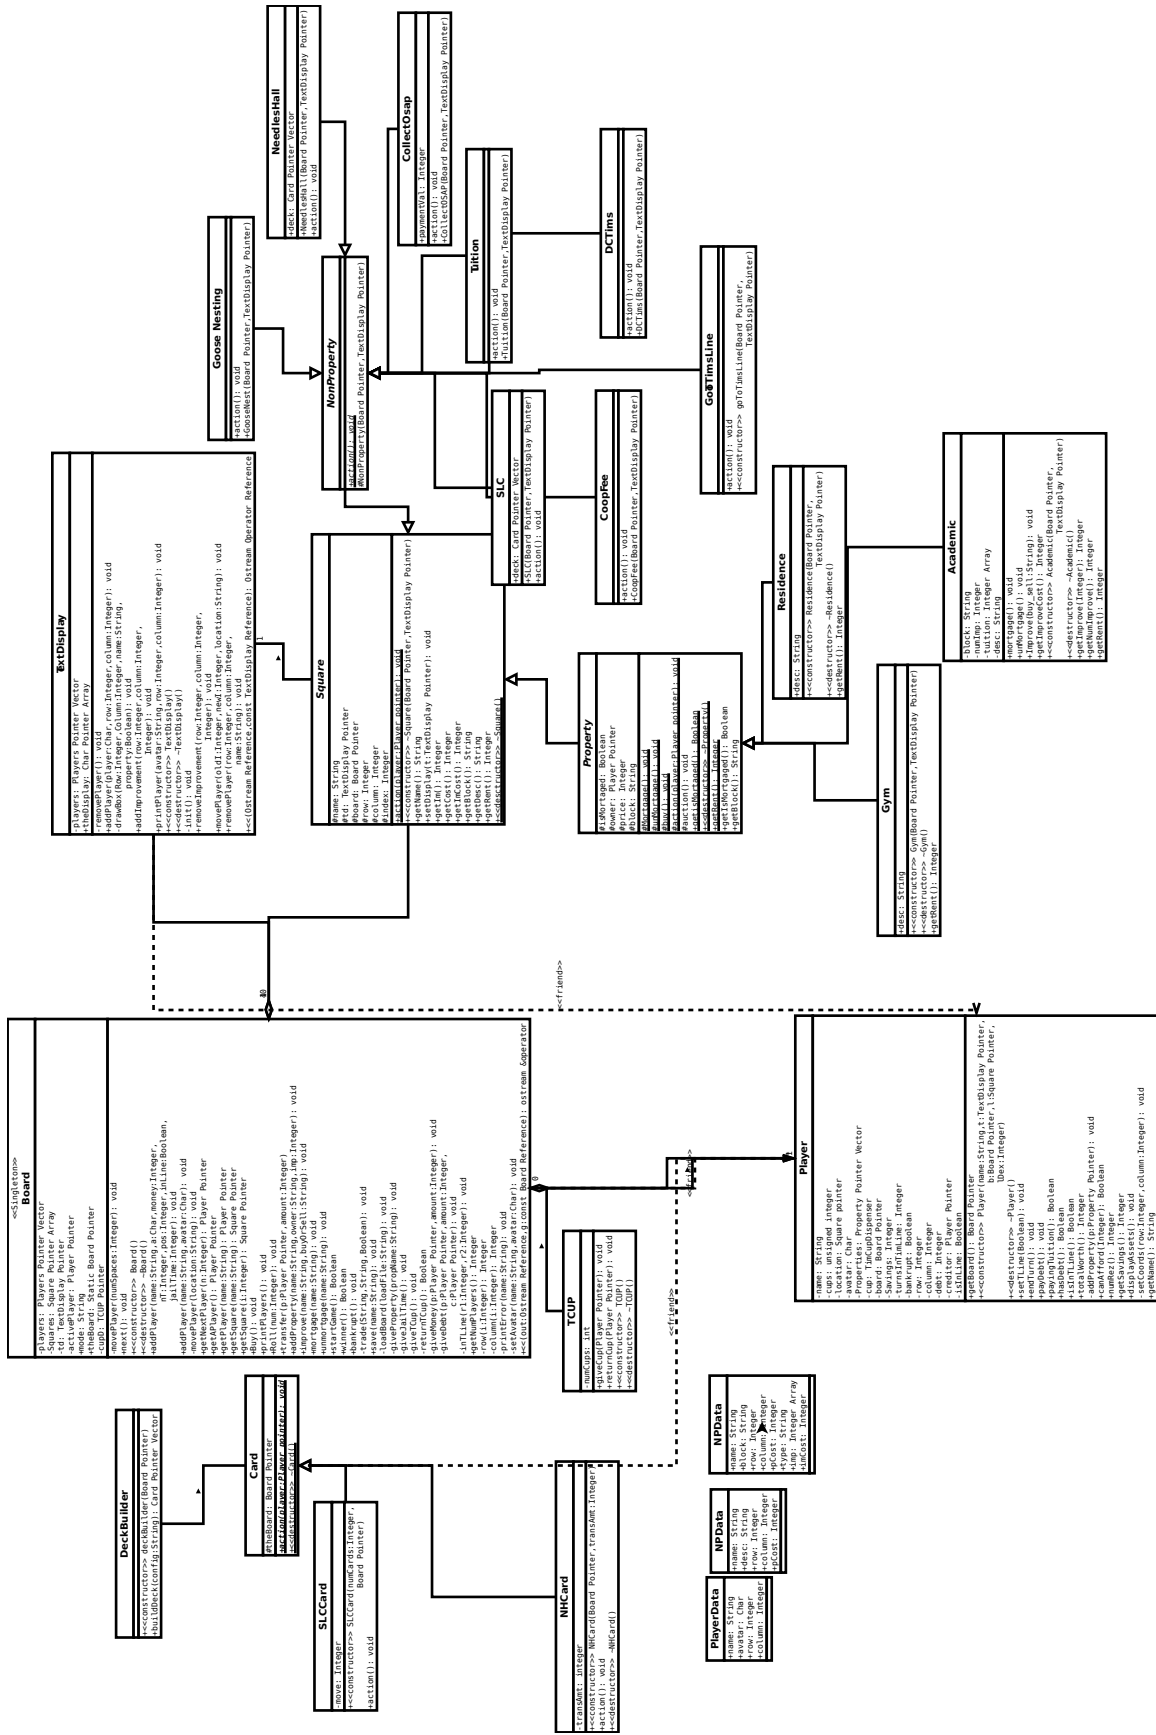 <<Singleton>>
Board
-players: Players Pointer Vector
-Squares: Square Pointer Array
-td: TextDisplay Pointer
-activePlayer: Player Pointer
-mode: String
-theBoard: Static Board Pointer
-cupD: TCUP Pointer
-movePlayer(numSpaces:Integer): void
-next(): void
+<<constructor>> Board()
+<<destructor>> ~Board()
+addPlayer(name:String,a:Char,money:Integer,
nT:Integer,pos:Integer,inLine:Boolean,
jailTime:Integer): void
+addPlayer(name:String,avatar:Char): void
+movePlayer(location:String): void
+getNextPlayer(n:Integer): Player Pointer
+getAPlayer(): Player Pointer
+getPlayer(name:String): Player Pointer
+getSquare(name:String): Square Pointer
+getSquare(i:Integer): Square Pointer
+Buy(): void
+printPLayers(): void
+Roll(num:Integer): void
+transfer(p:Player Pointer,amount:Integer)
+addProperty(name:String,owner:String,imp:Integer): void
+improve(name:String,buyOrSell:String): void
+mortgage(name:String): void
+unmortgage(name:String): void
+startGame(): Boolean
+winner(): Boolean
+bankrupt(): void
-trade(String,String,Boolean): void
-save(name:String): void
-loadBoard(loadFile:String): void
-giveProperty(propName:String): void
-giveJailTime(): void
-giveTCup(): void
-returnTCup(): Boolean
-giveMoney(p:Player Pointer,amount:Integer): void
-giveDebt(p:Player Pointer,amount:Integer,
c:Player Pointer): void
-inTLine(r1:Integer,r2:Integer): void
+getNumPlayers(): Integer
-row(i:Integer): Integer
-column(i:Integer): Integer
-printError(name:String): void
-setAvatar(name:String,avatar:Char): void
+<<(out:Ostream Reference,g:const Board Reference): ostream &operator
TextDisplay
-players: Players Pointer Vector
+theDisplay: Char Pointer Array
-removePlayer(): void
+addPlayer(player:Char,row:Integer,column:Integer): void
-drawBox(Row:Integer,Column:Integer,name:String,
property:Boolean): void
+addImprovement(row:Integer,column:Integer,
Integer): void
+printPlayer(avatar:String,row:Integer,column:Integer): void
+<<constructor>> TextDisplay()
+<<destructor>> ~TextDisplay()
-init(): void
+removeImprovement(row:Integer,column:Integer,
Integer): void
+movePlayer(oldI:Integer,newI:Integer,location:String): void
+removePlayer(row:Integer,column:Integer,
name:String): void
+<<(Ostream Reference,const TextDisplay Reference): Ostream Operator Reference
1
Goose Nesting
+action(): void
+GooseNest(Board Pointer,TextDisplay Pointer)
NeedlesHall
+deck: Card Pointer Vector
+NeedlesHall(Board Pointer,TextDisplay Pointer)
+action(): void
NonProperty
+action(): void
#NonProperty(Board Pointer,TextDisplay Pointer)
CollectOsap
+paymentVal: Integer
+action(): void
+CollectOSAP(Board Pointer,TextDisplay Pointer)
Tuition
+action(): void
+Tuition(Board Pointer,TextDisplay Pointer)
DCTims
+action(): void
+DCTims(Board Pointer,TextDisplay Pointer)
GooTimsLine
+action(): void
+<<constructor>> goToTimsLine(Board Pointer,
TextDisplay Pointer)
SLC
+deck: Card Pointer Vector
+SLC(Board Pointer,TextDisplay Pointer)
+action(): void
CoopFee
+action(): void
+CoopFee(Board Pointer,TextDisplay Pointer)
Square
#name: String
#td: TextDisplay Pointer
#board: Board Pointer
#row: Integer
#column: Integer
#index: Integer
+action(player:Player pointer): void
+<<constructor>> ~Square(Board Pointer,TextDisplay Pointer)
+getName(): String
+setDisplay(t:TextDisplay Pointer): void
+getIm(): Integer
+getCost(): Integer
+getImCost(): Integer
+getBlock(): String
+getDesc(): String
+getRent(): Integer
+<<desctructor>> ~Square()
Property
#isMortaged: Boolean
#owner: Player Pointer
#price: Integer
#block: String
#Mortgage(): void
#unMortgage(): void
#buy(): void
#action(player:Player pointer): void
#auction(): void
+getisMortaged(): Boolean
+<<destructor>> ~Property()
+getRent(): Integer
+getIsMortgaged(): Boolean
+getBlock(): String
Residence
+desc: String
+<<constructor>> Residence(Board Pointer,
TextDisplay Pointer)
+<<destructor>> ~Residence()
+getRent(): Integer
Academic
-block: String
-numImp: Integer
-tuition: Integer Array
-desc: String
+mortgage(): void
+unMortgage(): void
+Improve(buy_sell:String): void
+getImproveCost(): Integer
+<<constructor>> Academic(Board Pointer,
TextDisplay Pointer)
+<<destructor>> ~Academic()
+getImprove(Integer): Integer
+getNumImprove(): Integer
+getRent(): Integer
Gym
+desc: String
+<<constructor>> Gym(Board Pointer,TextDisplay Pointer)
+<<destructor>> ~Gym()
+getRent(): Integer
<<friend>>
<<friend>>
<<friend>>
Player
-name: String
-cups: unsigned integer
-location: Square pointer
-avatar: Char
-Properties: Property Pointer Vector
-Savings: Integer
-cupD: TimCupDispenser
-board: Board Pointer
-turnsInTimLine: Integer
-bankrupt: Boolean
-row: Integer
-column: Integer
-debt: Integer
-creditor: Player Pointer
-isinLine: Boolean
+getBoard(): Board Pointer
+<<constructor>> Player(name:String,t:TextDisplay Pointer,
b:Board Pointer,l:Square Pointer,
lDex:Integer)
+<<destructor>> ~Player()
+setTLine(Boolean): void
+endTurn(): void
+payDebt(): void
+payingTuition(): Boolean
+hasDebt(): Boolean
+isinTLine(): Boolean
+totalWorth(): Integer
+addProperty(p:Property Pointer): void
+canAfford(Integer): Boolean
+numRez(): Integer
+getSavings(): Integer
+displayAssets(): void
-setCoords(row:Integer,column:Integer): void
+getName(): String
TCUP
-numCups: int
+giveCup(Player Pointer): void
+returnCup(Player Pointer): void
+<<constructor>> TCUP()
+<<destructor>> ~TCUP()
DeckBuilder
+<<constructor>> deckBuilder(Board Pointer)
+buildDeck(config:String): Card Pointer Vector
Card
#theBoard: Board Pointer
+action(player:Player pointer): void
+<<destructor>> ~Card()
SLCCard
-move: Integer
+<<constructor>> SLCCard(numCards:Integer,
Board Pointer)
+action(): void
NHCard
-transAmt: integer
+<<constructor>> NHCard(Board Pointer,transAmt:Integer)
+action(): void
+<<destructor>> ~NHCard()
NPData
+name: String
+block: String
+row: Integer
+column: Integer
+pCost: Integer
+type: String
+imp: Integer Array
+imCost: Integer
NPData
+name: String
+desc: String
+row: Integer
+column: Integer
+pCost: Integer
PlayerData
+name: String
+avatar: Char
+row: Integer
+column: Integer